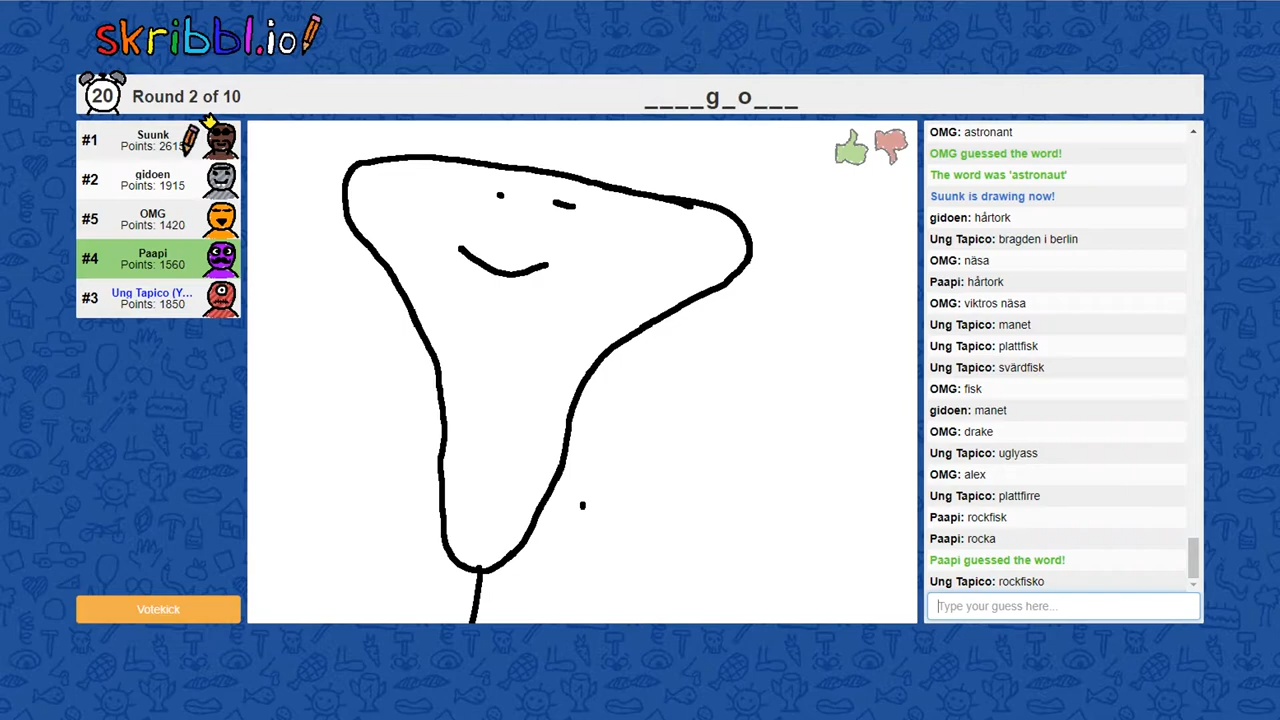 skribbl.io
20
Round 2 of 10
____g_o___
#1
Suunk
Points: 2615
#2
gidoen
Points: 1915
#5
OMG
Points: 1420
#4
Paapi
Points: 1560
#3
Ung Tapico (Y...
Points: 1850
Votekick
OMG: astronant
OMG guessed the word!
The word was 'astronaut'
Suunk is drawing now!
gidoen: hårtork
Ung Tapico: bragden i berlin
OMG: näsa
Paapi: hårtork
OMG: viktros näsa
Ung Tapico: manet
Ung Tapico: plattfisk
Ung Tapico: svärdfisk
OMG: fisk
gidoen: manet
OMG: drake
Ung Tapico: uglyass
OMG: alex
Ung Tapico: plattfirre
Paapi: rockfisk
Paapi: rocka
Paapi guessed the word!
Ung Tapico: rockfisko
Type your guess here...